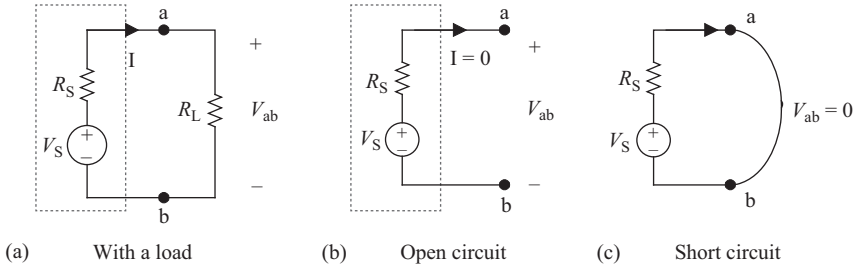 a
I
+
R_S
R_L
V_ab
V_S
+
−
−
b
(a) With a load
a
I = 0
+
R_S
V_ab
V_S
+
−
−
b
(b) Open circuit
a
R_S
V_ab = 0
V_S
+
−
b
(c) Short circuit